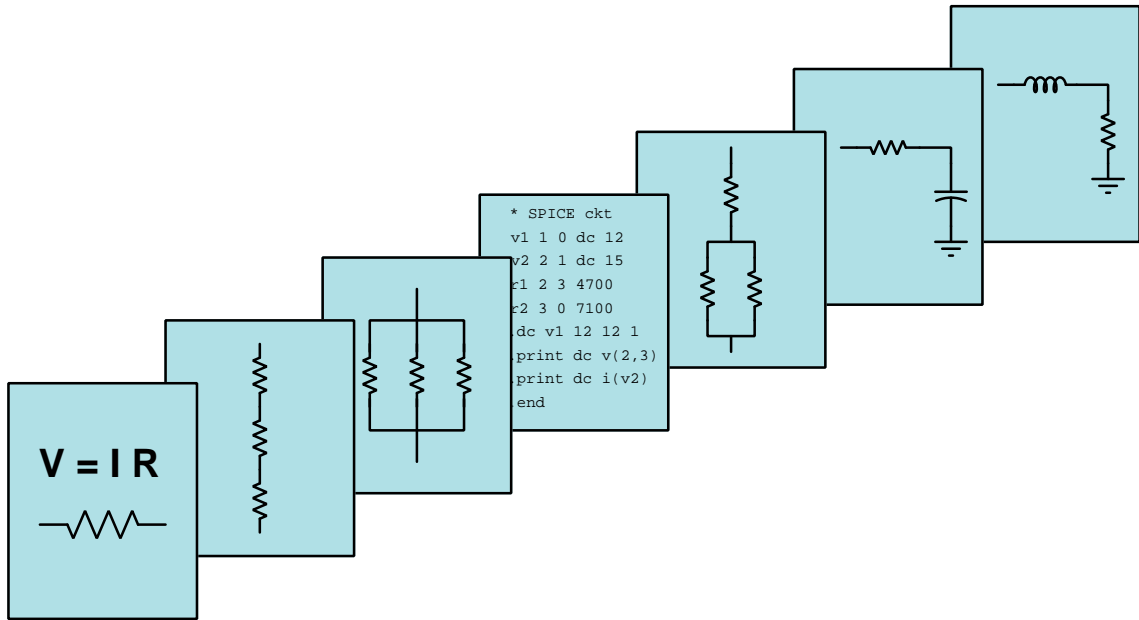 * SPICE ckt
v1 1 0 dc 12
v2 2 1 dc 15
r1 2 3 4700
r2 3 0 7100
.dc v1 12 12 1
.print dc v(2,3)
.print dc i(v2)
.end
V = I R